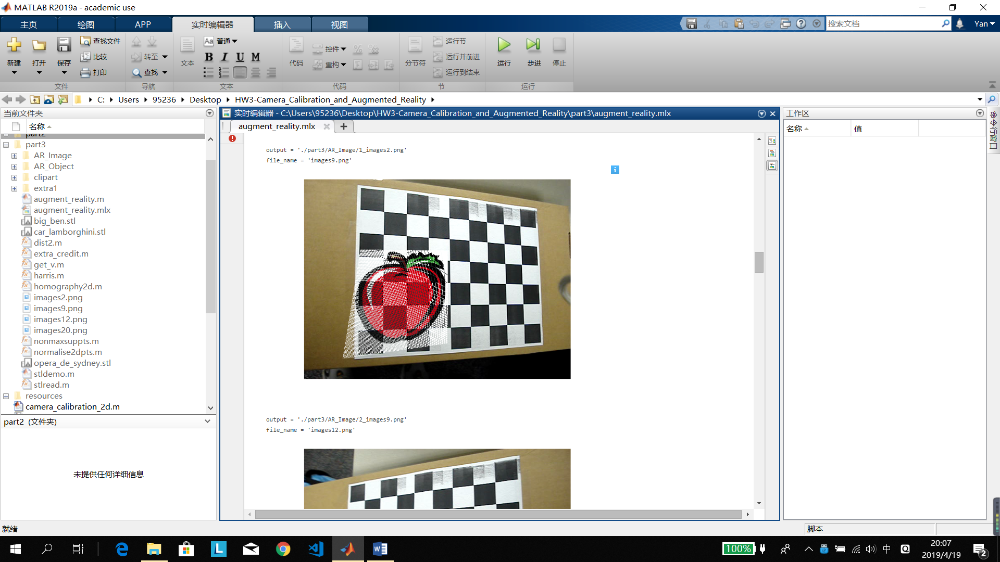 MATLAB R2019a - academic use
主页
绘图
APP
实时编辑器
插入
视图
搜索文档
Yan
新建
打开
保存
查找文件
比较
打印
文件
转至
查找
导航
文本
Aa 普通
B I U M
文本
代码
控件
重构
代码
分节符
运行节
运行并前进
运行到结束
节
运行
步进
停止
运行
C: Users 95236 Desktop HW3-Camera_Calibration_and_Augmented_Reality
当前文件夹
名称
part2
part3
AR_Image
AR_Object
clipart
extra1
augment_reality.m
augment_reality.mlx
big_ben.stl
car_lamborghini.stl
dist2.m
extra_credit.m
get_v.m
harris.m
homography2d.m
images2.png
images9.png
images12.png
images20.png
nonmaxsuppts.m
normalise2dpts.m
opera_de_sydney.stl
stldemo.m
stlread.m
resources
camera_calibration_2d.m
part2 (文件夹)
未提供任何详细信息
实时编辑器 - C:\Users\95236\Desktop\HW3-Camera_Calibration_and_Augmented_Reality\part3\augment_reality.mlx
augment_reality.mlx
output = './part3/AR_Image/1_images2.png'
file_name = 'images9.png'
output = './part3/AR_Image/2_images9.png'
file_name = 'images12.png'
工作区
名称
值
命令行窗口
就绪
脚本
100%
中
20:07
2019/4/19
2